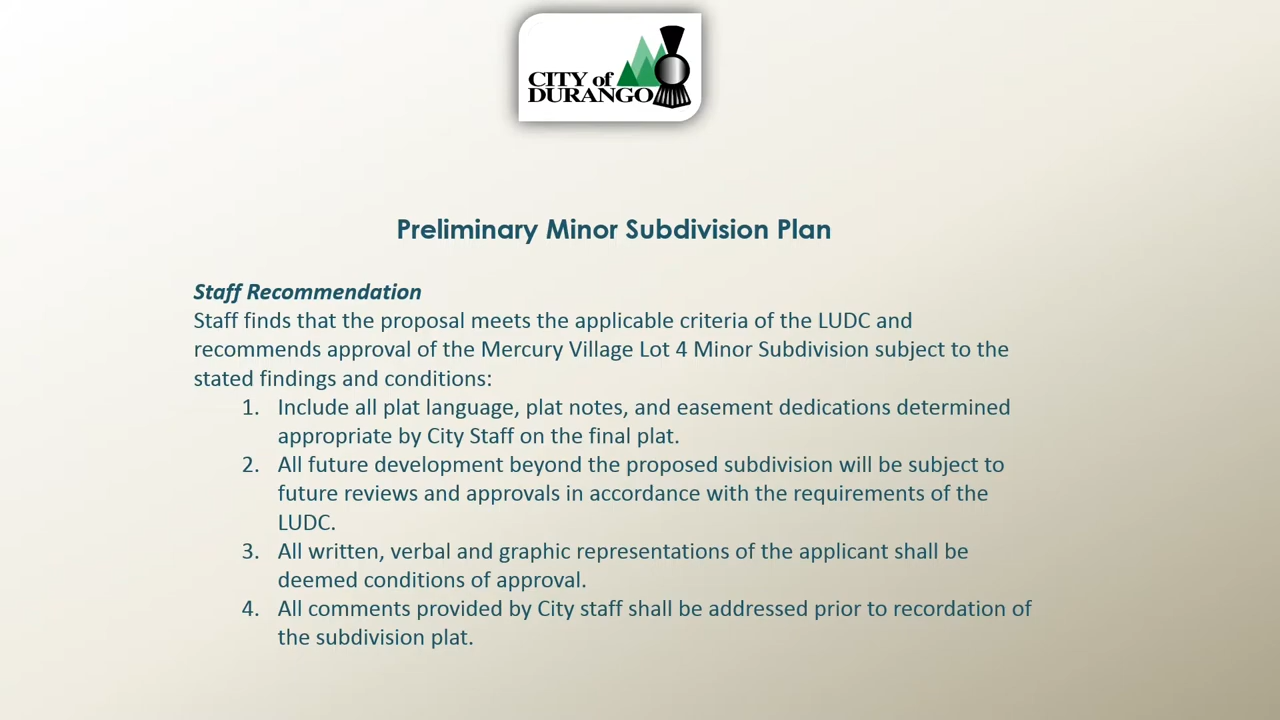 CITY of
DURANGO
Preliminary Minor Subdivision Plan
Staff Recommendation
Staff finds that the proposal meets the applicable criteria of the LUDC and
recommends approval of the Mercury Village Lot 4 Minor Subdivision subject to the
stated findings and conditions:
1. Include all plat language, plat notes, and easement dedications determined
appropriate by City Staff on the final plat.
2. All future development beyond the proposed subdivision will be subject to
future reviews and approvals in accordance with the requirements of the
LUDC.
3. All written, verbal and graphic representations of the applicant shall be
deemed conditions of approval.
4. All comments provided by City staff shall be addressed prior to recordation of
the subdivision plat.